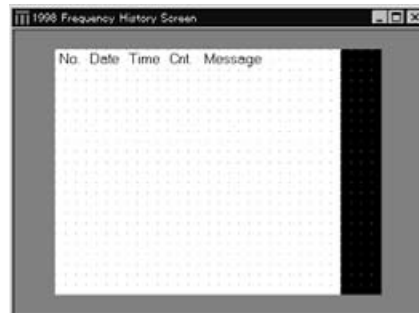 1998 Frequency History Screen
No. Date Time Cnt. Message